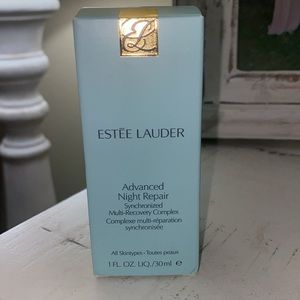 ESTĒE LAUDER
Advanced
Night Repair
Synchronized
Multi-Recovery Complex
Complexe multi-réparation
synchronisée
All Skintypes • Toutes peaux
1 FL. OZ. LIQ./30ml ℮